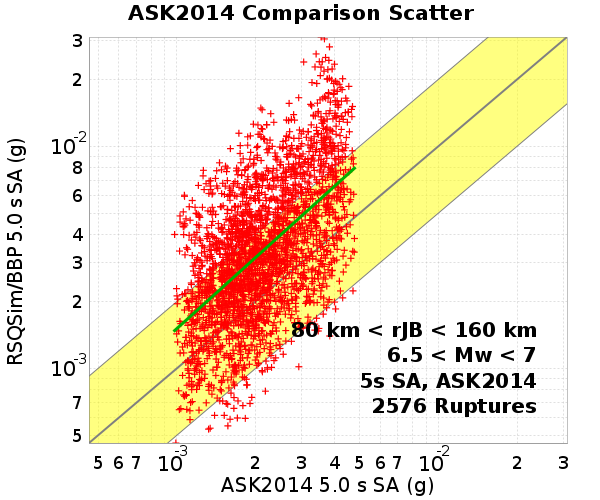 ASK2014 Comparison Scatter
RSQSim/BBP 5.0 s SA (g)
3
2
10⁻²
8
6
4
3
2
10⁻³
7
5
80 km < rJB < 160 km
6.5 < Mw < 7
5s SA, ASK2014
2576 Ruptures
5 6 7 10⁻³ 2 3 4 5 6 7 10⁻² 2 3
ASK2014 5.0 s SA (g)